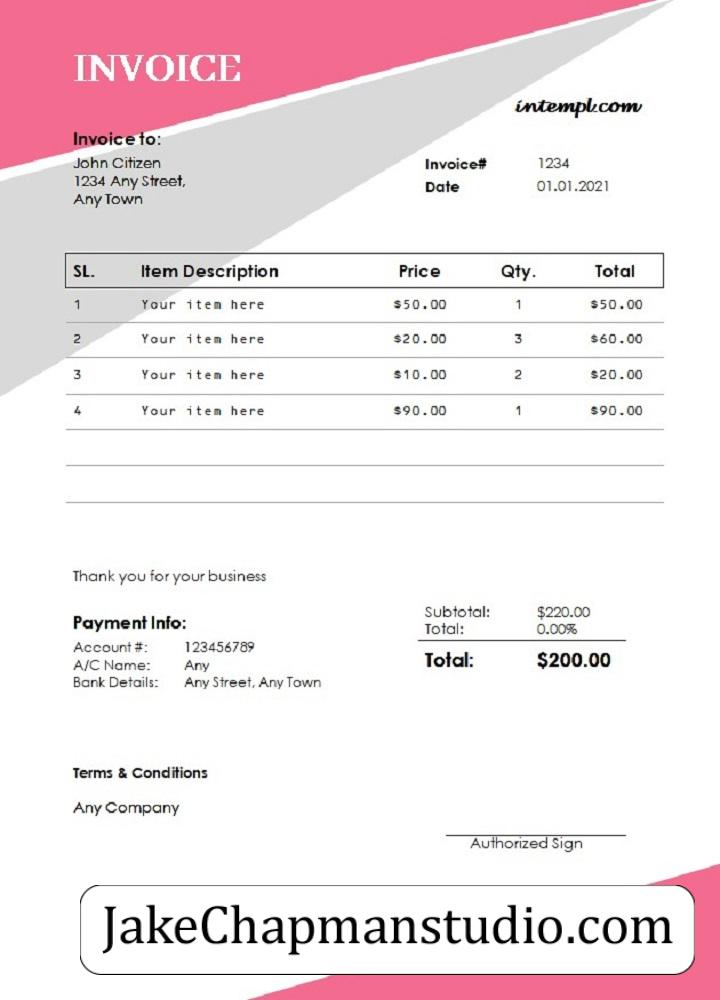 INVOICE
intempl.com
Invoice to:
John Citizen
1234 Any Street,
Any Town
Invoice# 1234
Date 01.01.2021
SL. Item Description Price Qty. Total
1 Your item here $50.00 1 $50.00
2 Your item here $20.00 3 $60.00
3 Your item here $10.00 2 $20.00
4 Your item here $90.00 1 $90.00
Thank you for your business
Subtotal: $220.00
Total: 0.00%
Total: $200.00
Payment Info:
Account #: 123456789
A/C Name: Any
Bank Details: Any Street, Any Town
Terms & Conditions
Any Company
Authorized Sign
JakeChapmanstudio.com